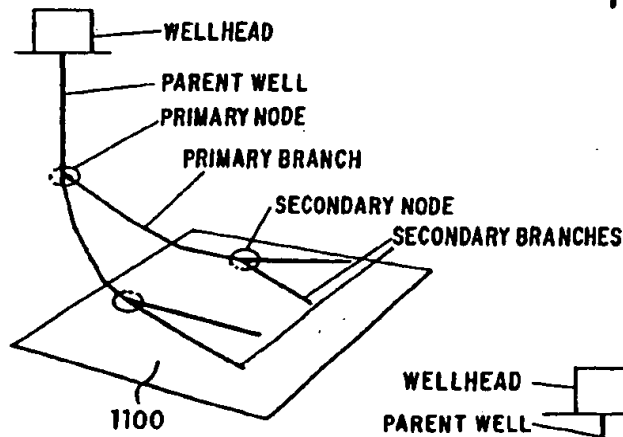 WELLHEAD
PARENT WELL
PRIMARY NODE
PRIMARY BRANCH
SECONDARY NODE
SECONDARY BRANCHES
1100
WELLHEAD
PARENT WELL